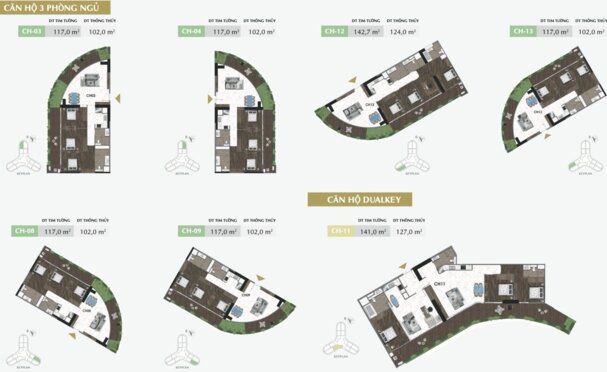 CĂN HỘ 3 PHÒNG NGỦ
DT TIM TƯỜNG DT THÔNG THỦY
CH-03 117,0 m² 102,0 m²
DT TIM TƯỜNG DT THÔNG THỦY
CH-04 117,0 m² 102,0 m²
DT TIM TƯỜNG DT THÔNG THỦY
CH-12 142,7 m² 124,0 m²
DT TIM TƯỜNG DT THÔNG THỦY
CH-13 117,0 m² 102,0 m²
CH03
CH04
CH12
CH13
KEYPLAN
KEYPLAN
KEYPLAN
KEYPLAN
CĂN HỘ DUALKEY
DT TIM TƯỜNG DT THÔNG THỦY
CH-08 117,0 m² 102,0 m²
DT TIM TƯỜNG DT THÔNG THỦY
CH-09 117,0 m² 102,0 m²
DT TIM TƯỜNG DT THÔNG THỦY
CH-11 141,0 m² 127,0 m²
CH08
CH09
CH11
KEYPLAN
KEYPLAN
KEYPLAN